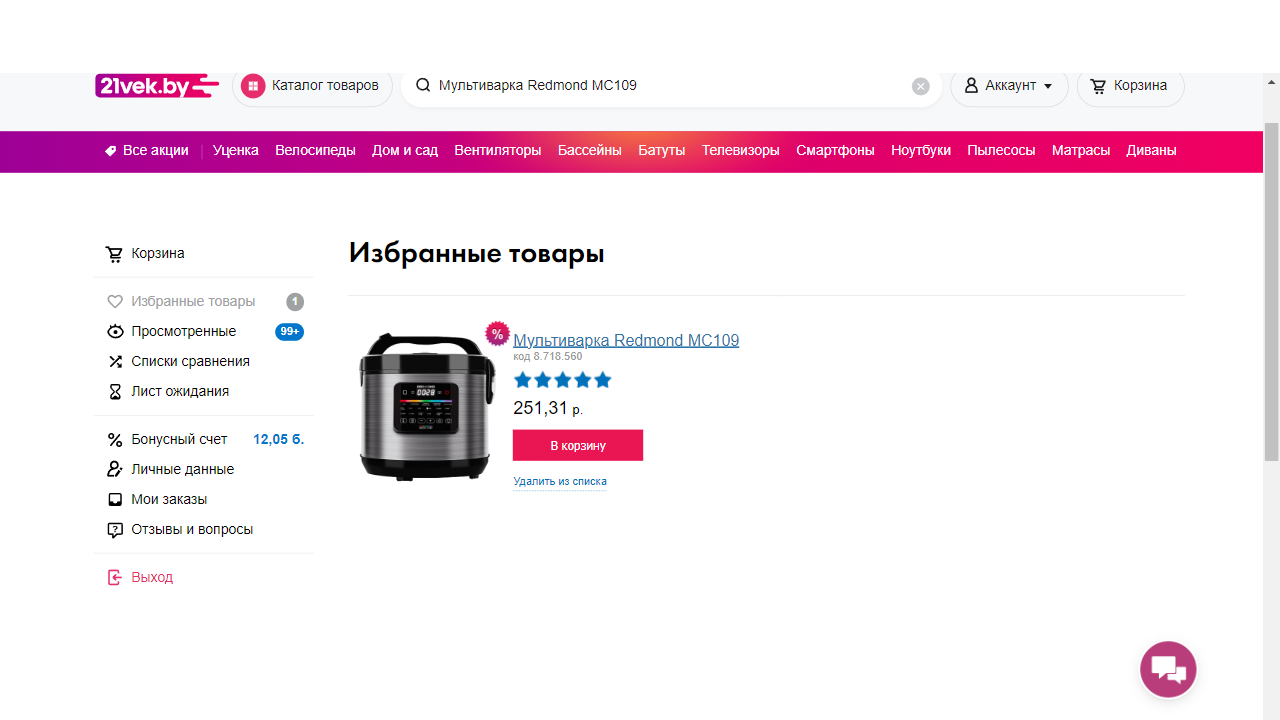 21vek.by Каталог товаров Мультиварка Redmond MC109 Аккаунт Корзина
Все акции Уценка Велосипеды Дом и сад Вентиляторы Бассейны Батуты Телевизоры Смартфоны Ноутбуки Пылесосы Матрасы Диваны
Корзина
Избранные товары 1
Просмотренные 99+
Списки сравнения
Лист ожидания
Бонусный счет 12,05 б.
Личные данные
Мои заказы
Отзывы и вопросы
Выход
Избранные товары
%
Мультиварка Redmond MC109
код 8.718.560
251,31 р.
В корзину
Удалить из списка